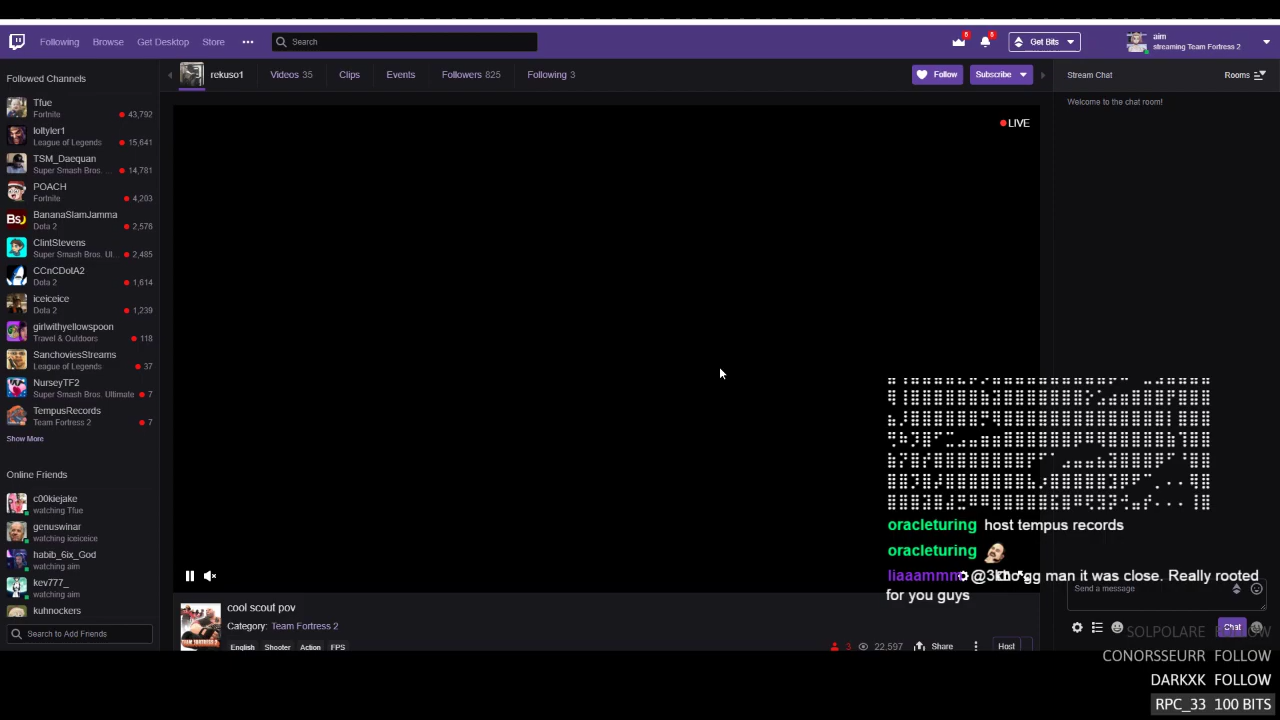 Following Browse Get Desktop Store ••• Search 6 6 Get Bits aim
streaming Team Fortress 2
Followed Channels rekuso1 Videos 35 Clips Events Followers 825 Following 3 Follow Subscribe Stream Chat Rooms
Welcome to the chat room!
LIVE
Tfue
Fortnite 43,792
loltyler1
League of Legends 15,641
TSM_Daequan
Super Smash Bros. ... 14,781
POACH
Fortnite 4,203
Bs
BananaSlamJamma
Dota 2 2,576
ClintStevens
Super Smash Bros. Ul... 2,485
CCnCDotA2
Dota 2 1,614
iceiceice
Dota 2 1,239
girlwithyellowspoon
Travel & Outdoors 118
SanchoviesStreams
League of Legends 37
NurseyTF2
Super Smash Bros. Ultimate 7
TempusRecords
Team Fortress 2 7
Show More
Online Friends
c00kiejake
watching Tfue
genuswinar
watching iceiceice
habib_6ix_God
watching aim
kev777_
watching aim
kuhnockers
Search to Add Friends
oracleturing host tempus records
oracleturing
gg man it was close. Really rooted
for you guys
Send a message
Chat
cool scout pov
Category: Team Fortress 2
English Shooter Action FPS 3 22,597 Share Host
SOLPOLARE FOLLOW
CONORSSEURR FOLLOW
DARKXK FOLLOW
RPC_33 100 BITS